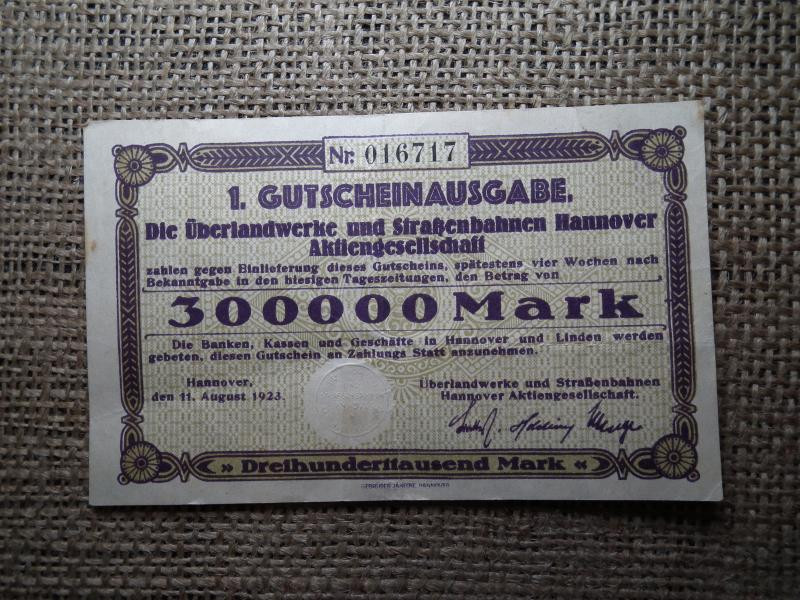 Nr. 016717
1. GUTSCHEINAUSGABE.
Die Überlandwerke und Straßenbahnen Hannover
Aktiengesellschaft
zahlen gegen Einlieferung dieses Gutscheins, spätestens vier Wochen nach
Bekanntgabe in den hiesigen Tageszeitungen, den Betrag von
300000 Mark
Die Banken, Kassen und Geschäfte in Hannover und Linden werden
gebeten, diesen Gutschein an Zahlungs Statt anzunehmen.
Hannover,
den 11. August 1923.
Überlandwerke und Straßenbahnen
Hannover Aktiengesellschaft.
» Dreihunderttausend Mark «
HANNOVER